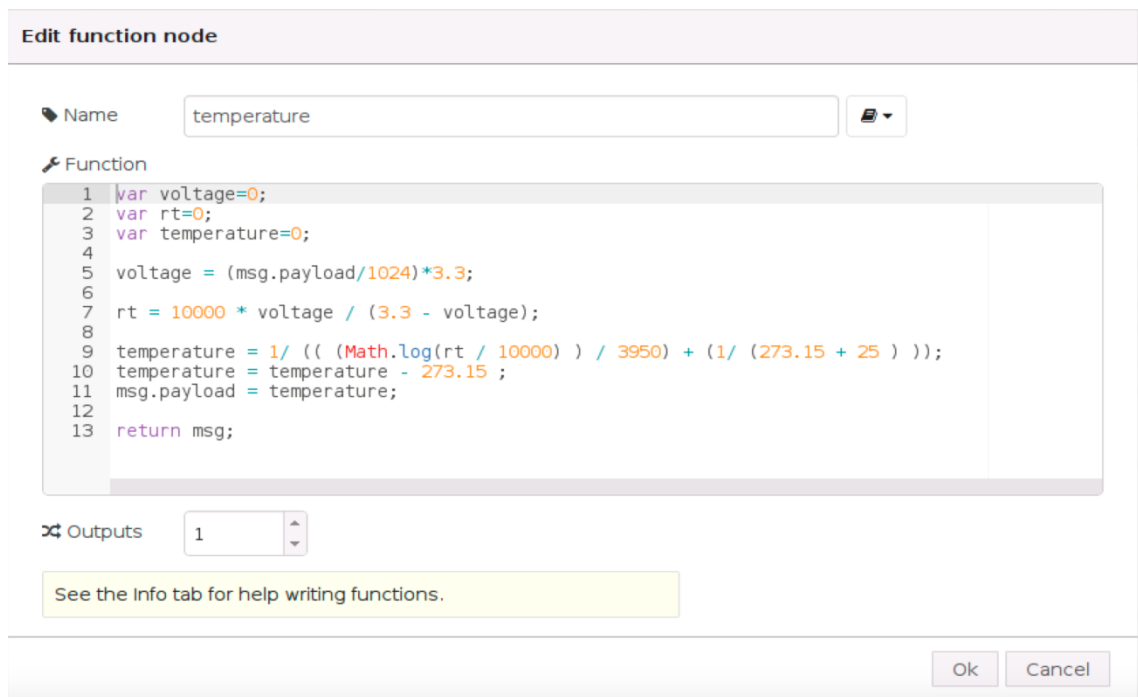 Edit function node
Name
temperature
Function
1 var voltage=0;
2 var rt=0;
3 var temperature=0;
4
5 voltage = (msg.payload/1024)*3.3;
6
7 rt = 10000 * voltage / (3.3 - voltage);
8
9 temperature = 1/ (( (Math.log(rt / 10000) ) / 3950) + (1/ (273.15 + 25 ) ));
10 temperature = temperature - 273.15 ;
11 msg.payload = temperature;
12
13 return msg;
Outputs
1
See the Info tab for help writing functions.
Ok
Cancel